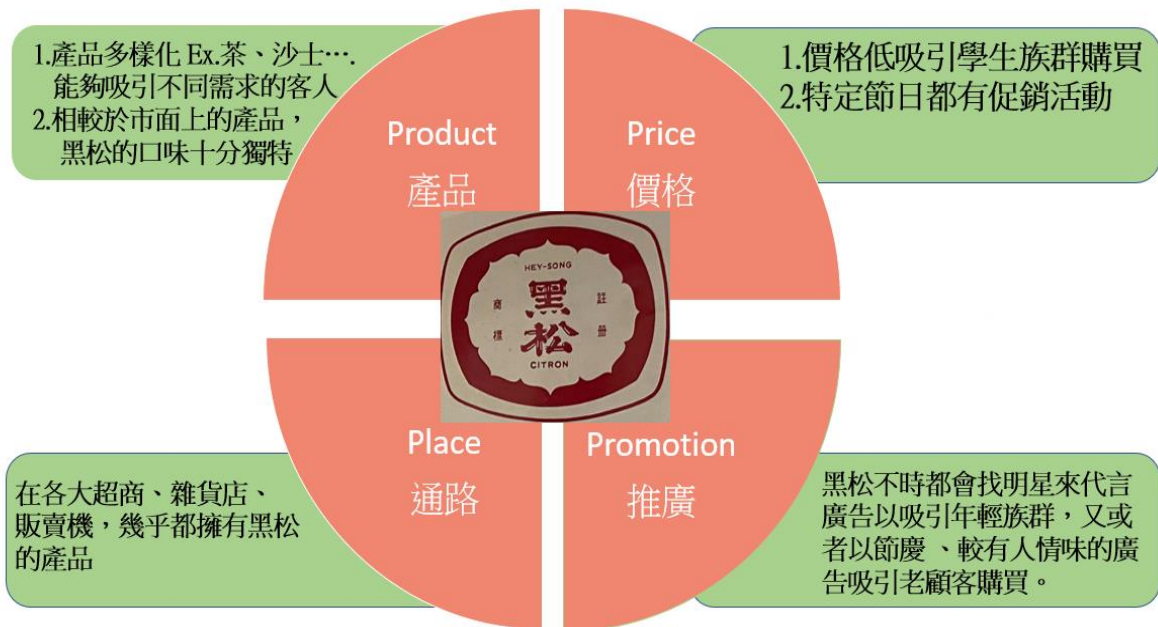 1.產品多樣化 Ex.茶、沙士….
能夠吸引不同需求的客人
2.相較於市面上的產品，
黑松的口味十分獨特
Product
產品
1.價格低吸引學生族群購買
2.特定節日都有促銷活動
Price
價格
HEY-SONG
黑松
商標
註冊
CITRON
在各大超商、雜貨店、
販賣機，幾乎都擁有黑松
的產品
Place
通路
黑松不時都會找明星來代言
廣告以吸引年輕族群，又或
者以節慶 、較有人情味的廣
告吸引老顧客購買。
Promotion
推廣